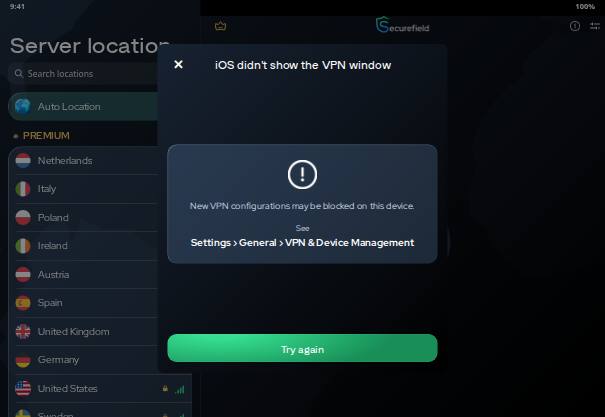 9:41
100%
Securefield
Server location
Search locations
Auto Location
PREMIUM
Netherlands
Italy
Poland
Ireland
Austria
Spain
United Kingdom
Germany
United States
Sweden
iOS didn't show the VPN window
New VPN configurations may be blocked on this device.
See
Settings > General > VPN & Device Management
Try again